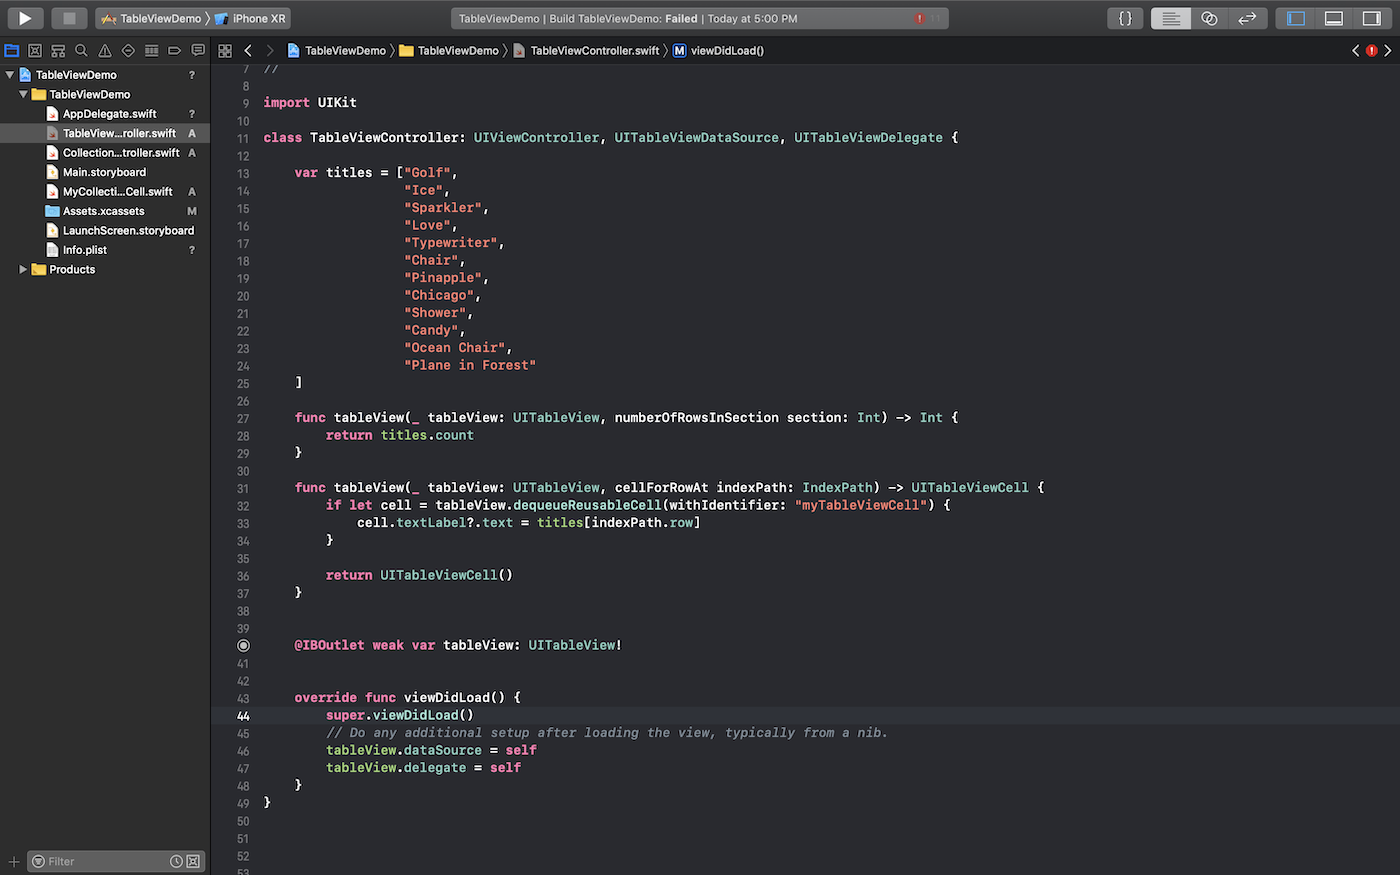 TableViewDemo iPhone XR
TableViewDemo | Build TableViewDemo: Failed | Today at 5:00 PM
{}
TableViewDemo TableViewDemo TableViewController.swift M viewDidLoad()
TableViewDemo ?
TableViewDemo
AppDelegate.swift ?
TableView...roller.swift A
Collection...troller.swift A
Main.storyboard
MyCollecti...Cell.swift A
Assets.xcassets M
LaunchScreen.storyboard
Info.plist ?
Products
Filter
7 //
8
9 import UIKit
10
11 class TableViewController: UIViewController, UITableViewDataSource, UITableViewDelegate {
12
13 var titles = ["Golf",
14 "Ice",
15 "Sparkler",
16 "Love",
17 "Typewriter",
18 "Chair",
19 "Pinapple",
20 "Chicago",
21 "Shower",
22 "Candy",
23 "Ocean Chair",
24 "Plane in Forest"
25 ]
26
27 func tableView(_ tableView: UITableView, numberOfRowsInSection section: Int) -> Int {
28 return titles.count
29 }
30
31 func tableView(_ tableView: UITableView, cellForRowAt indexPath: IndexPath) -> UITableViewCell {
32 if let cell = tableView.dequeueReusableCell(withIdentifier: "myTableViewCell") {
33 cell.textLabel?.text = titles[indexPath.row]
34 }
35
36 return UITableViewCell()
37 }
38
39
@IBOutlet weak var tableView: UITableView!
41
42
43 override func viewDidLoad() {
44 super.viewDidLoad()
45 // Do any additional setup after loading the view, typically from a nib.
46 tableView.dataSource = self
47 tableView.delegate = self
48 }
49 }
50
51
52
53